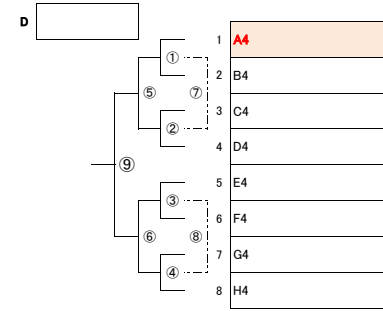 D
1 A4
①
2 B4
⑤ ⑦
3 C4
②
4 D4
⑨
5 E4
③
6 F4
⑥ ⑧
7 G4
④
8 H4